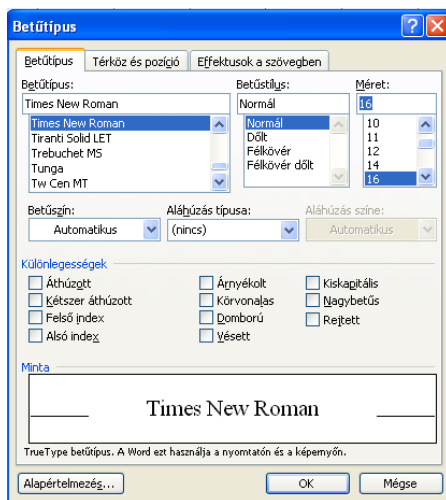 Betűtípus
Betűtípus Térköz és pozíció Effektusok a szövegben
Betűtípus: Betűstílus: Méret:
Times New Roman Normál 16
Times New Roman Normál 10
Tiranti Solid LET Dőlt 11
Trebuchet MS Félkövér 12
Tunga Félkövér dőlt 14
Tw Cen MT 16
Betűszín: Aláhúzás típusa: Aláhúzás színe:
Automatikus (nincs) Automatikus
Különlegességek
Áthúzott Árnyékolt Kiskapitális
Kétszer áthúzott Körvonalas Nagybetűs
Felső index Domború Rejtett
Alsó index Vésett
Minta
Times New Roman
TrueType betűtípus. A Word ezt használja a nyomtatón és a képernyőn.
Alapértelmezés... OK Mégse